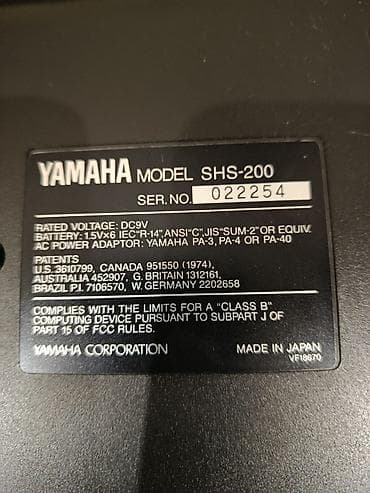 YAMAHA MODEL SHS-200
SER. NO. 022254
RATED VOLTAGE: DC9V
BATTERY: 1.5V×6 IEC"R-14", ANSI"C", JIS"SUM-2" OR EQUIV.
AC POWER ADAPTOR: YAMAHA PA-3, PA-4 OR PA-40
PATENTS
U.S. 3610799, CANADA 951550 (1974),
AUSTRALIA 452907, G. BRITAIN 1312161,
BRAZIL P.I. 7106570, W. GERMANY 2202658
COMPLIES WITH THE LIMITS FOR A "CLASS B"
COMPUTING DEVICE PURSUANT TO SUBPART J OF
PART 15 OF FCC RULES.
YAMAHA CORPORATION MADE IN JAPAN
VF18670